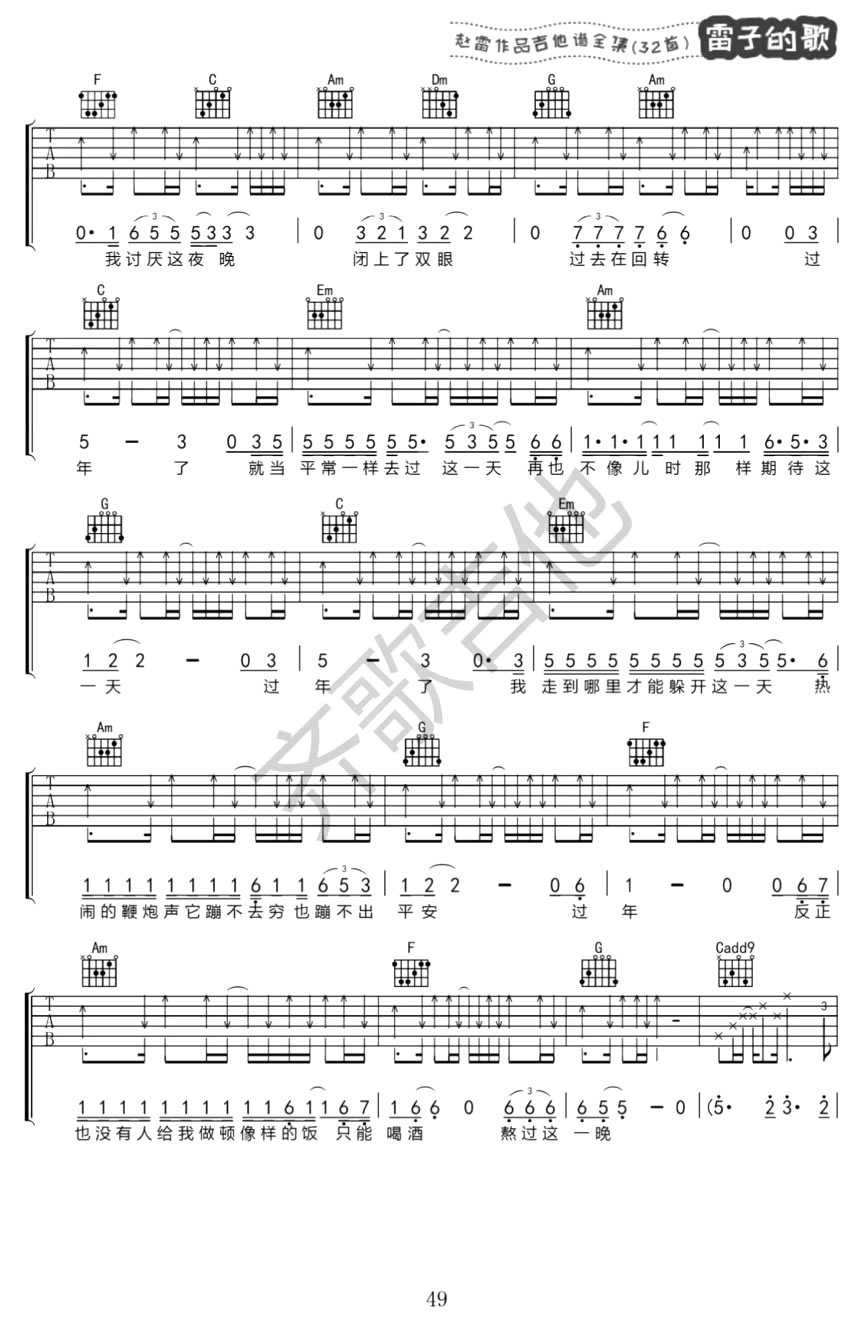 赵雷作品吉他谱全集(32首) 雷子的歌
F C Am Dm G Am
T A B
0· 1 6 5 5 5 3 3 3 | 0 3 2 1 3 2 2 | 0 7 7 7 7 6 6 | 0 0 3 |
我讨厌这夜晚 闭上了双眼 过去在回转 过
C Em Am
T A B
5 - 3 0 3 5 | 5 5 5 5 5 5· 5 3 5 5 6 6 | 1·1·1 1 1 1 1 1 6·5·3
年 了 就当 平常一样去过 这一天 再也 不像儿时那样期待这
G C Em
T A B
1 2 2 - 0 3 | 5 - 3 0·3 | 5 5 5 5 5 5 5 5 5 3 5 5· 6
一天 过 年 了 我 走到哪里才能躲开这一天 热
Am G F
T A B
1 1 1 1 1 1 1 1 6 1 1 6 5 3 | 1 2 2 - 0 6 | 1 - 0 0 6 7
闹的鞭炮声它蹦不去穷也蹦不出 平安 过 年 反正
Am F G Cadd9
T A B 3
1 1 1 1 1 1 1 1 1 1 6 1 1 6 7 | 1 6 6 0 6 6 6 | 6 5 5 - 0 | (5· 2 3· 2 |
也没有人给我做顿像样的饭 只能 喝酒 熬过这一晚
齐歌吉他
49